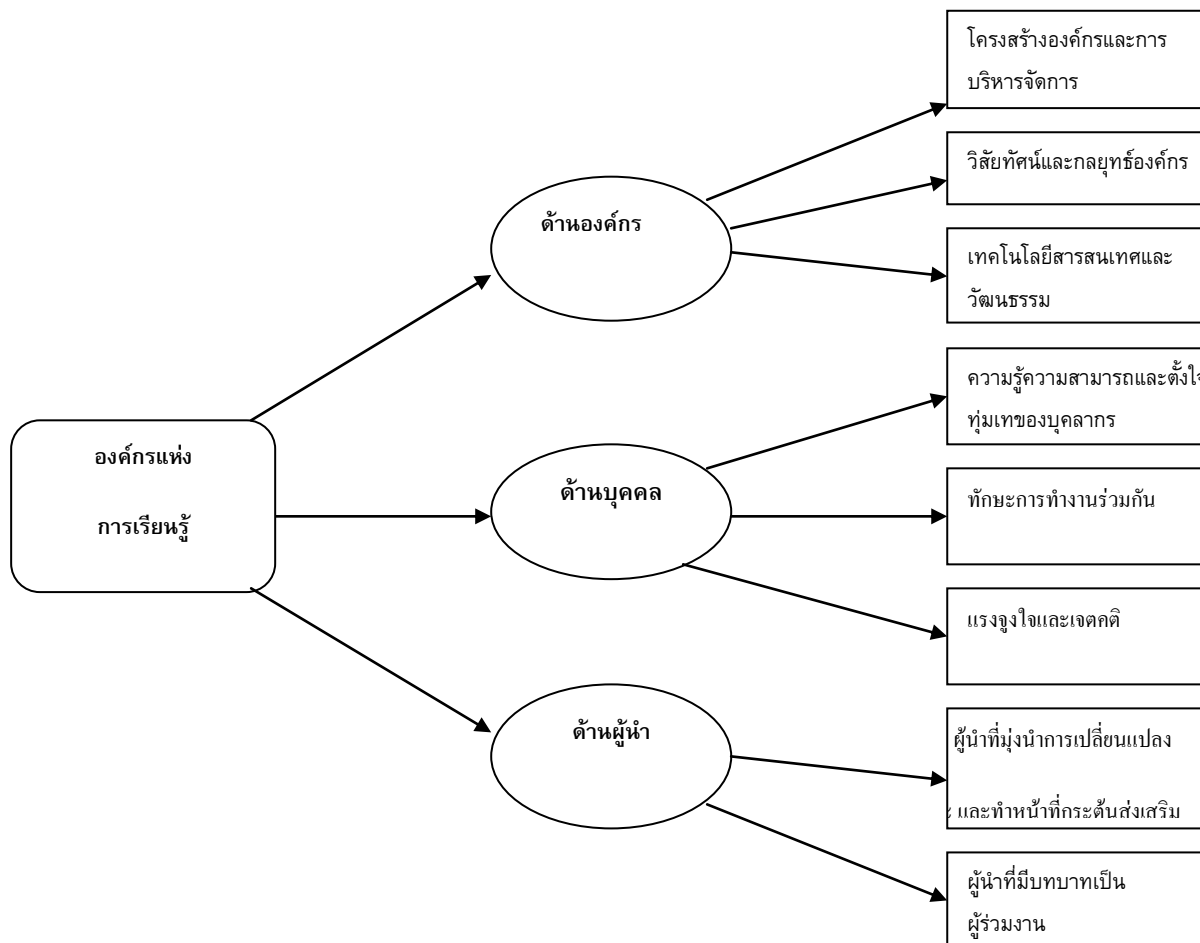 โครงสร้างองค์กรและการ
บริหารจัดการ
วิสัยทัศน์และกลยุทธ์องค์กร
ด้านองค์กร
เทคโนโลยีสารสนเทศและ
วัฒนธรรม
ความรู้ความสามารถและตั้งใจ
ทุ่มเทของบุคลากร
องค์กรแห่ง
การเรียนรู้
ด้านบุคคล
ทักษะการทำงานร่วมกัน
แรงจูงใจและเจตคติ
ด้านผู้นำ
ผู้นำที่มุ่งนำการเปลี่ยนแปลง
และทำหน้าที่กระต้นส่งเสริม
ผู้นำที่มีบทบาทเป็น
ผู้ร่วมงาน